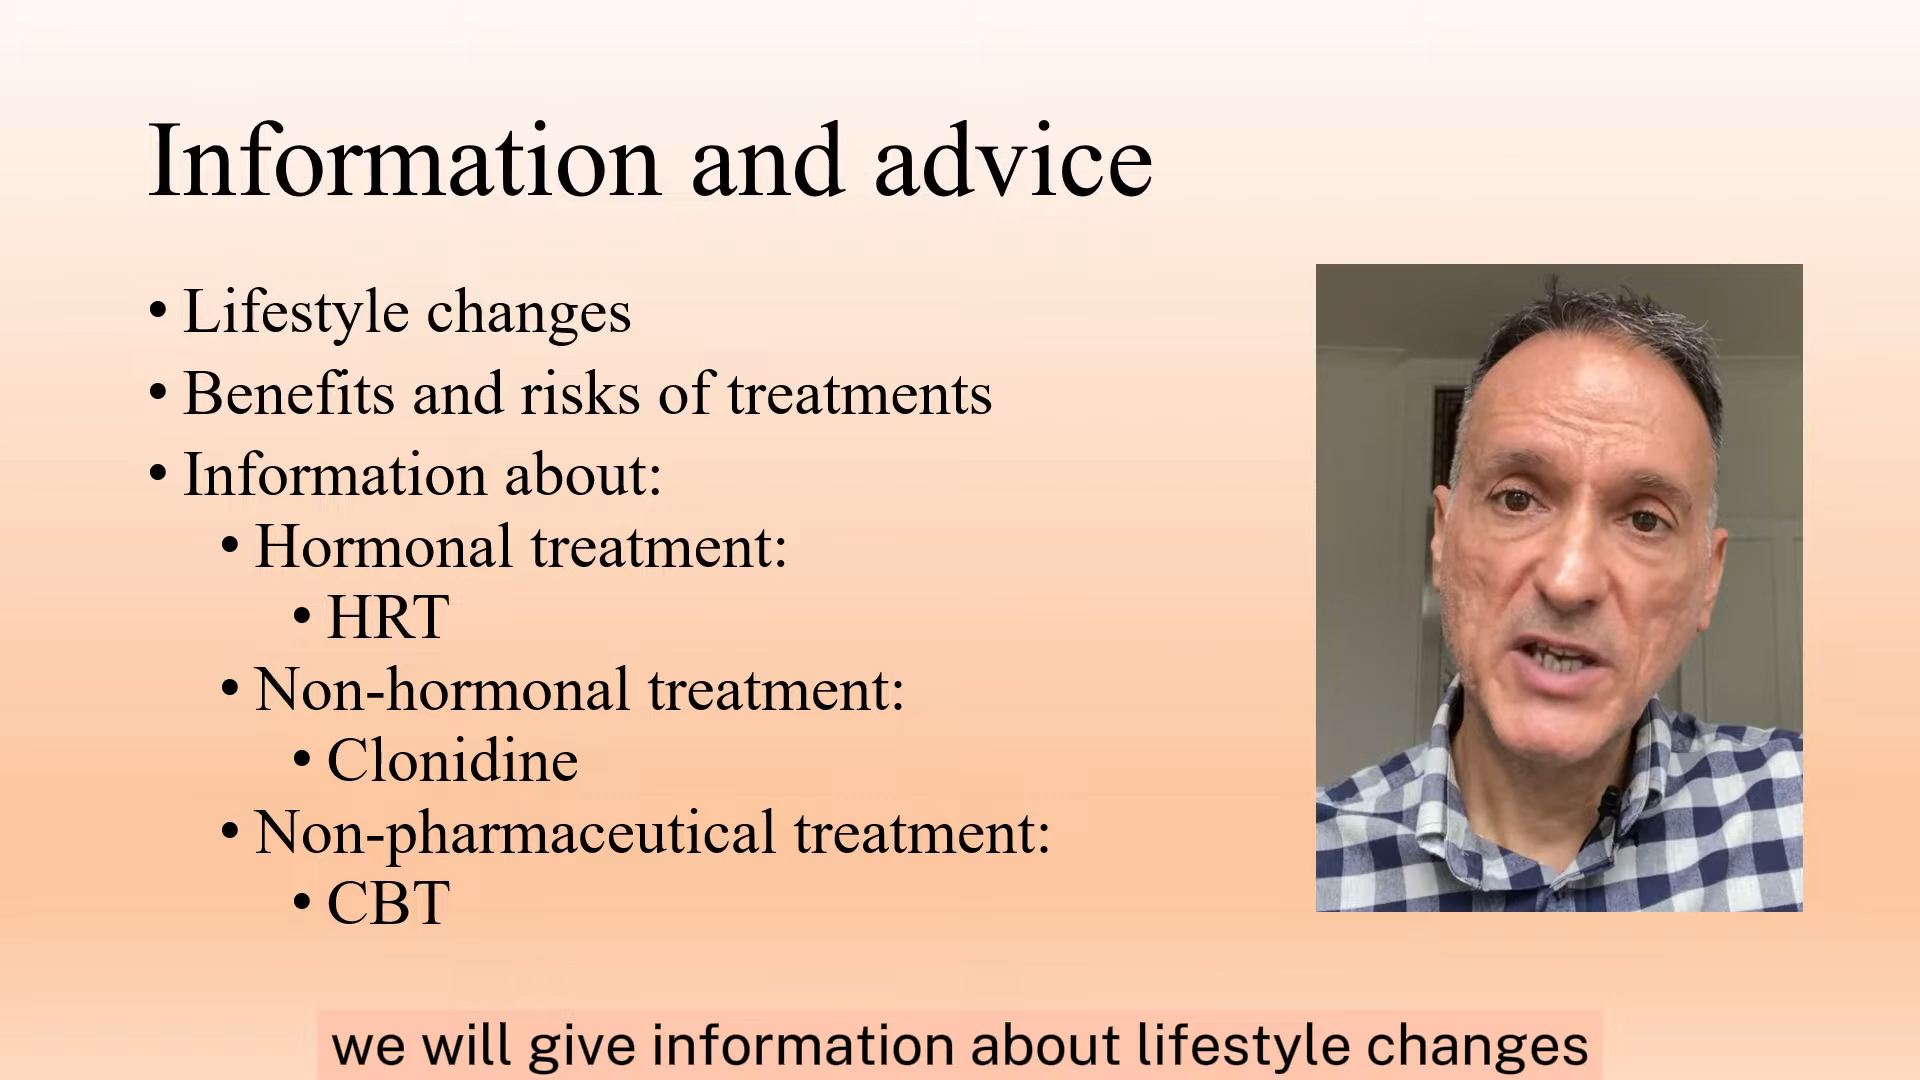 Information and advice
• Lifestyle changes
• Benefits and risks of treatments
• Information about:
• Hormonal treatment:
• HRT
• Non-hormonal treatment:
• Clonidine
• Non-pharmaceutical treatment:
• CBT
we will give information about lifestyle changes